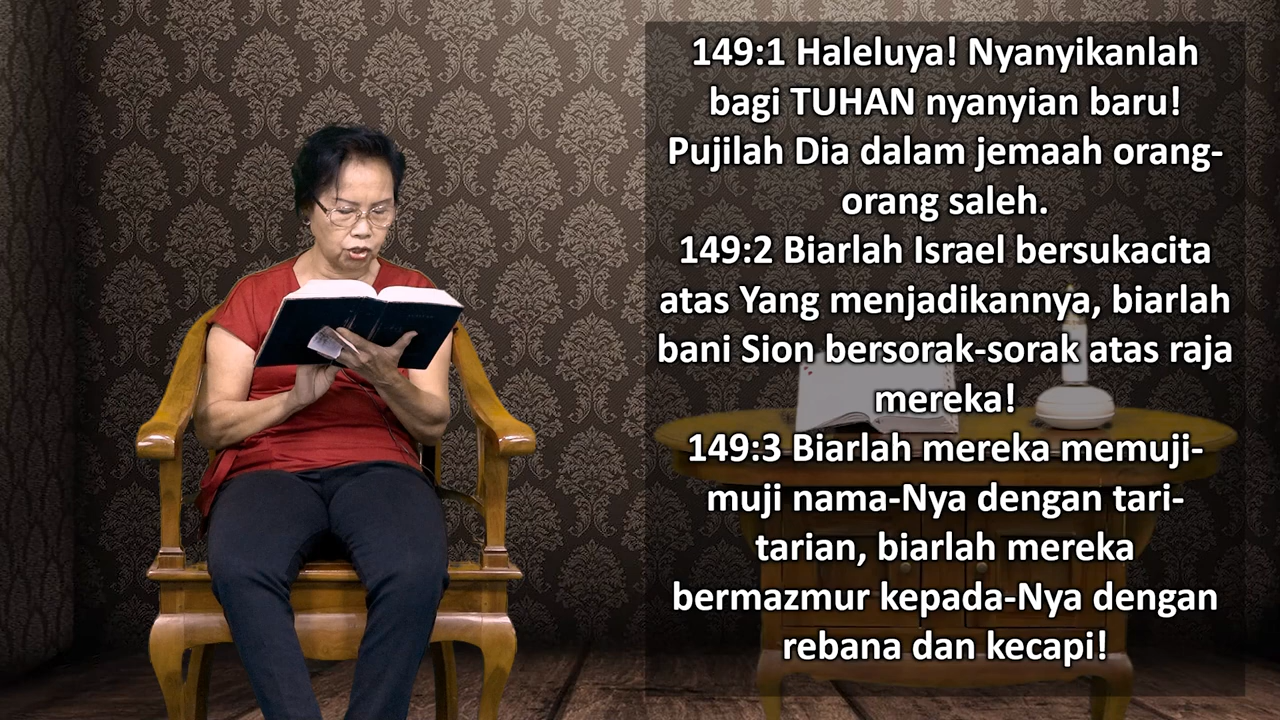 149:1 Haleluya! Nyanyikanlah
bagi TUHAN nyanyian baru!
Pujilah Dia dalam jemaah orang-
orang saleh.
149:2 Biarlah Israel bersukacita
atas Yang menjadikannya, biarlah
bani Sion bersorak-sorak atas raja
mereka!
149:3 Biarlah mereka memuji-
muji nama-Nya dengan tari-
tarian, biarlah mereka
bermazmur kepada-Nya dengan
rebana dan kecapi!